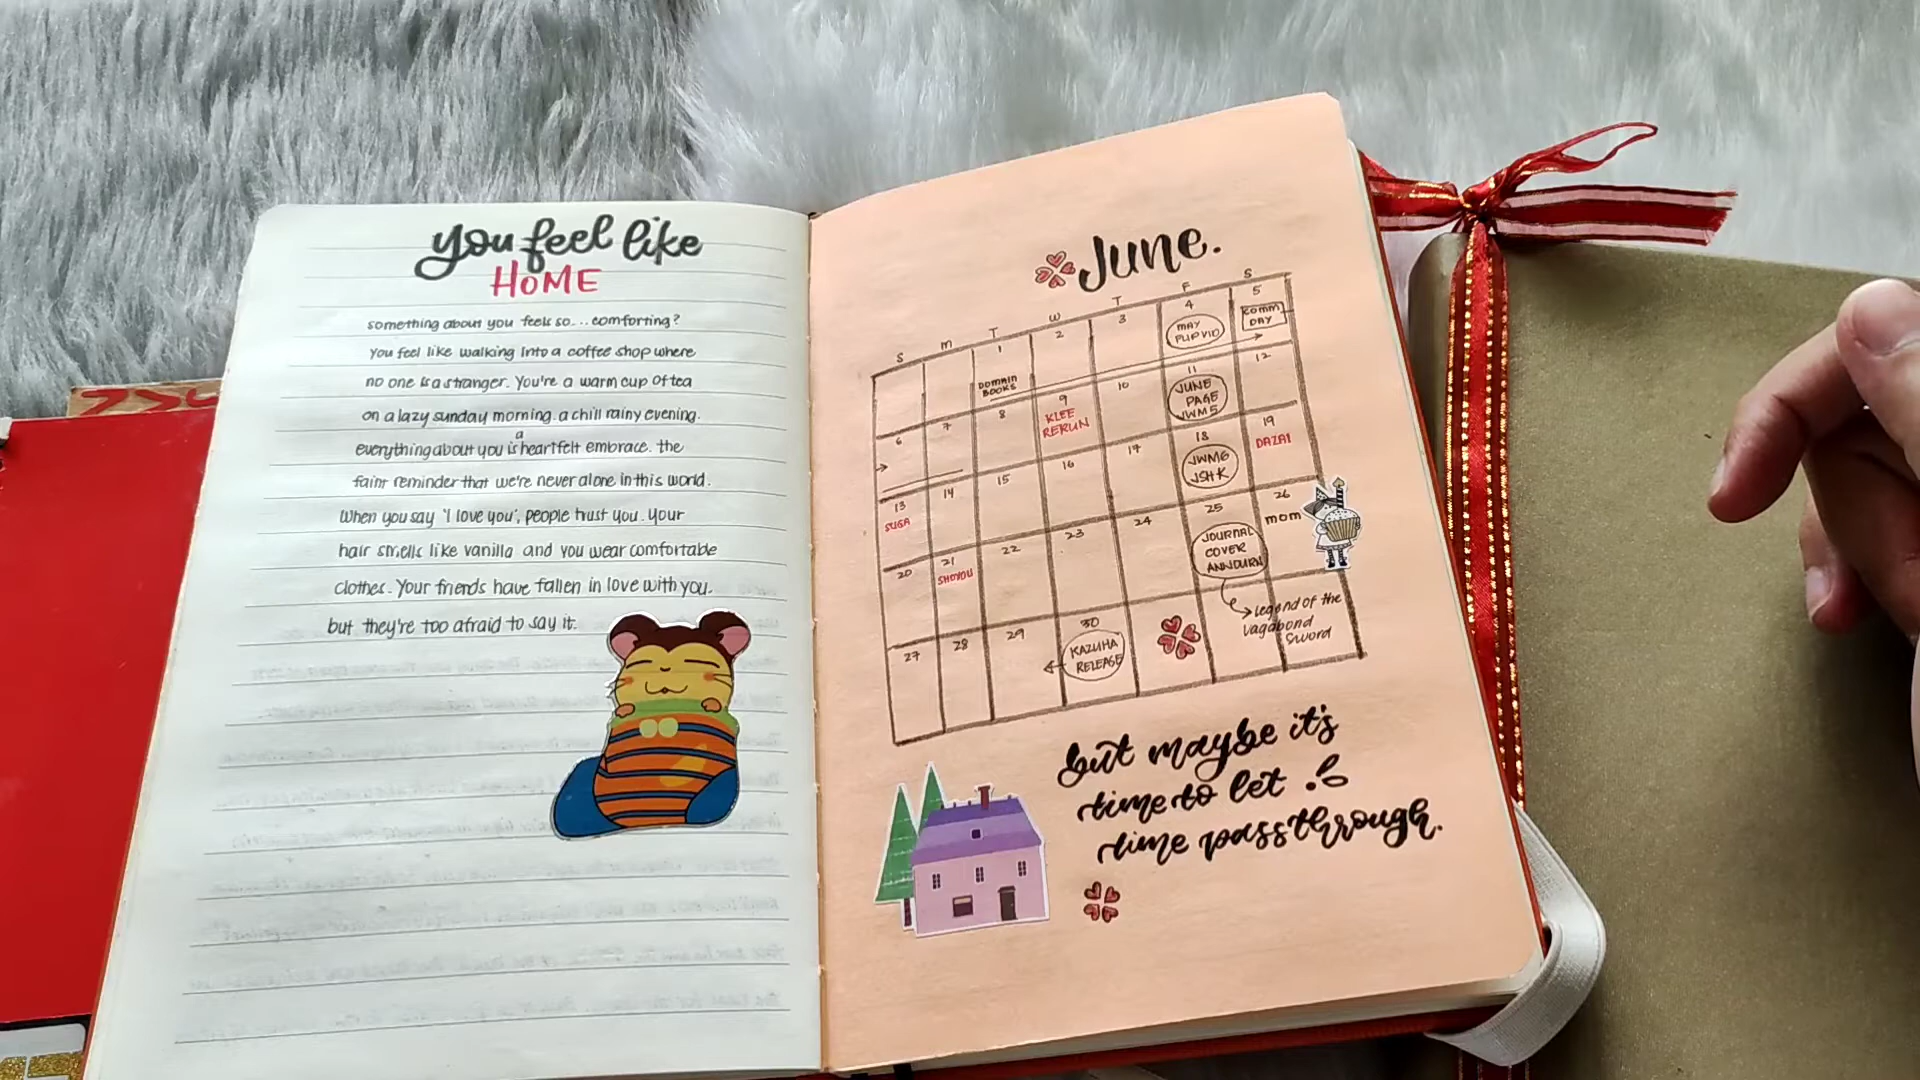 you feel like
HOME
something about you feels so... comforting?
you feel like walking into a coffee shop where
no one is a stranger. You're a warm cup of tea
on a lazy sunday morning. a chill rainy evening.
everything about you is a heartfelt embrace. the
faint reminder that we're never alone in this world.
When you say 'I love you', people trust you. Your
hair smells like vanilla and you wear comfortable
clothes. Your friends have fallen in love with you.
but they're too afraid to say it.
June.
S M T W T F S
1 2 3 4 5
DOMAIN
BOOKS
MAY
FLIP VID
COMM
DAY
6 7 8 9 10 11 12
KLEE
RERUN
JUNE
PAGE
JWM5
13 14 15 16 17 18 19
SUGA
JWM6
JSHK
DAZAI
20 21 22 23 24 25 26
SHOYOU
JOURNAL
COVER
mom
legend of the
vagabond
sword
27 28 29 30
KAZUHA
RELEASE
but maybe it's
time to let
time pass through.